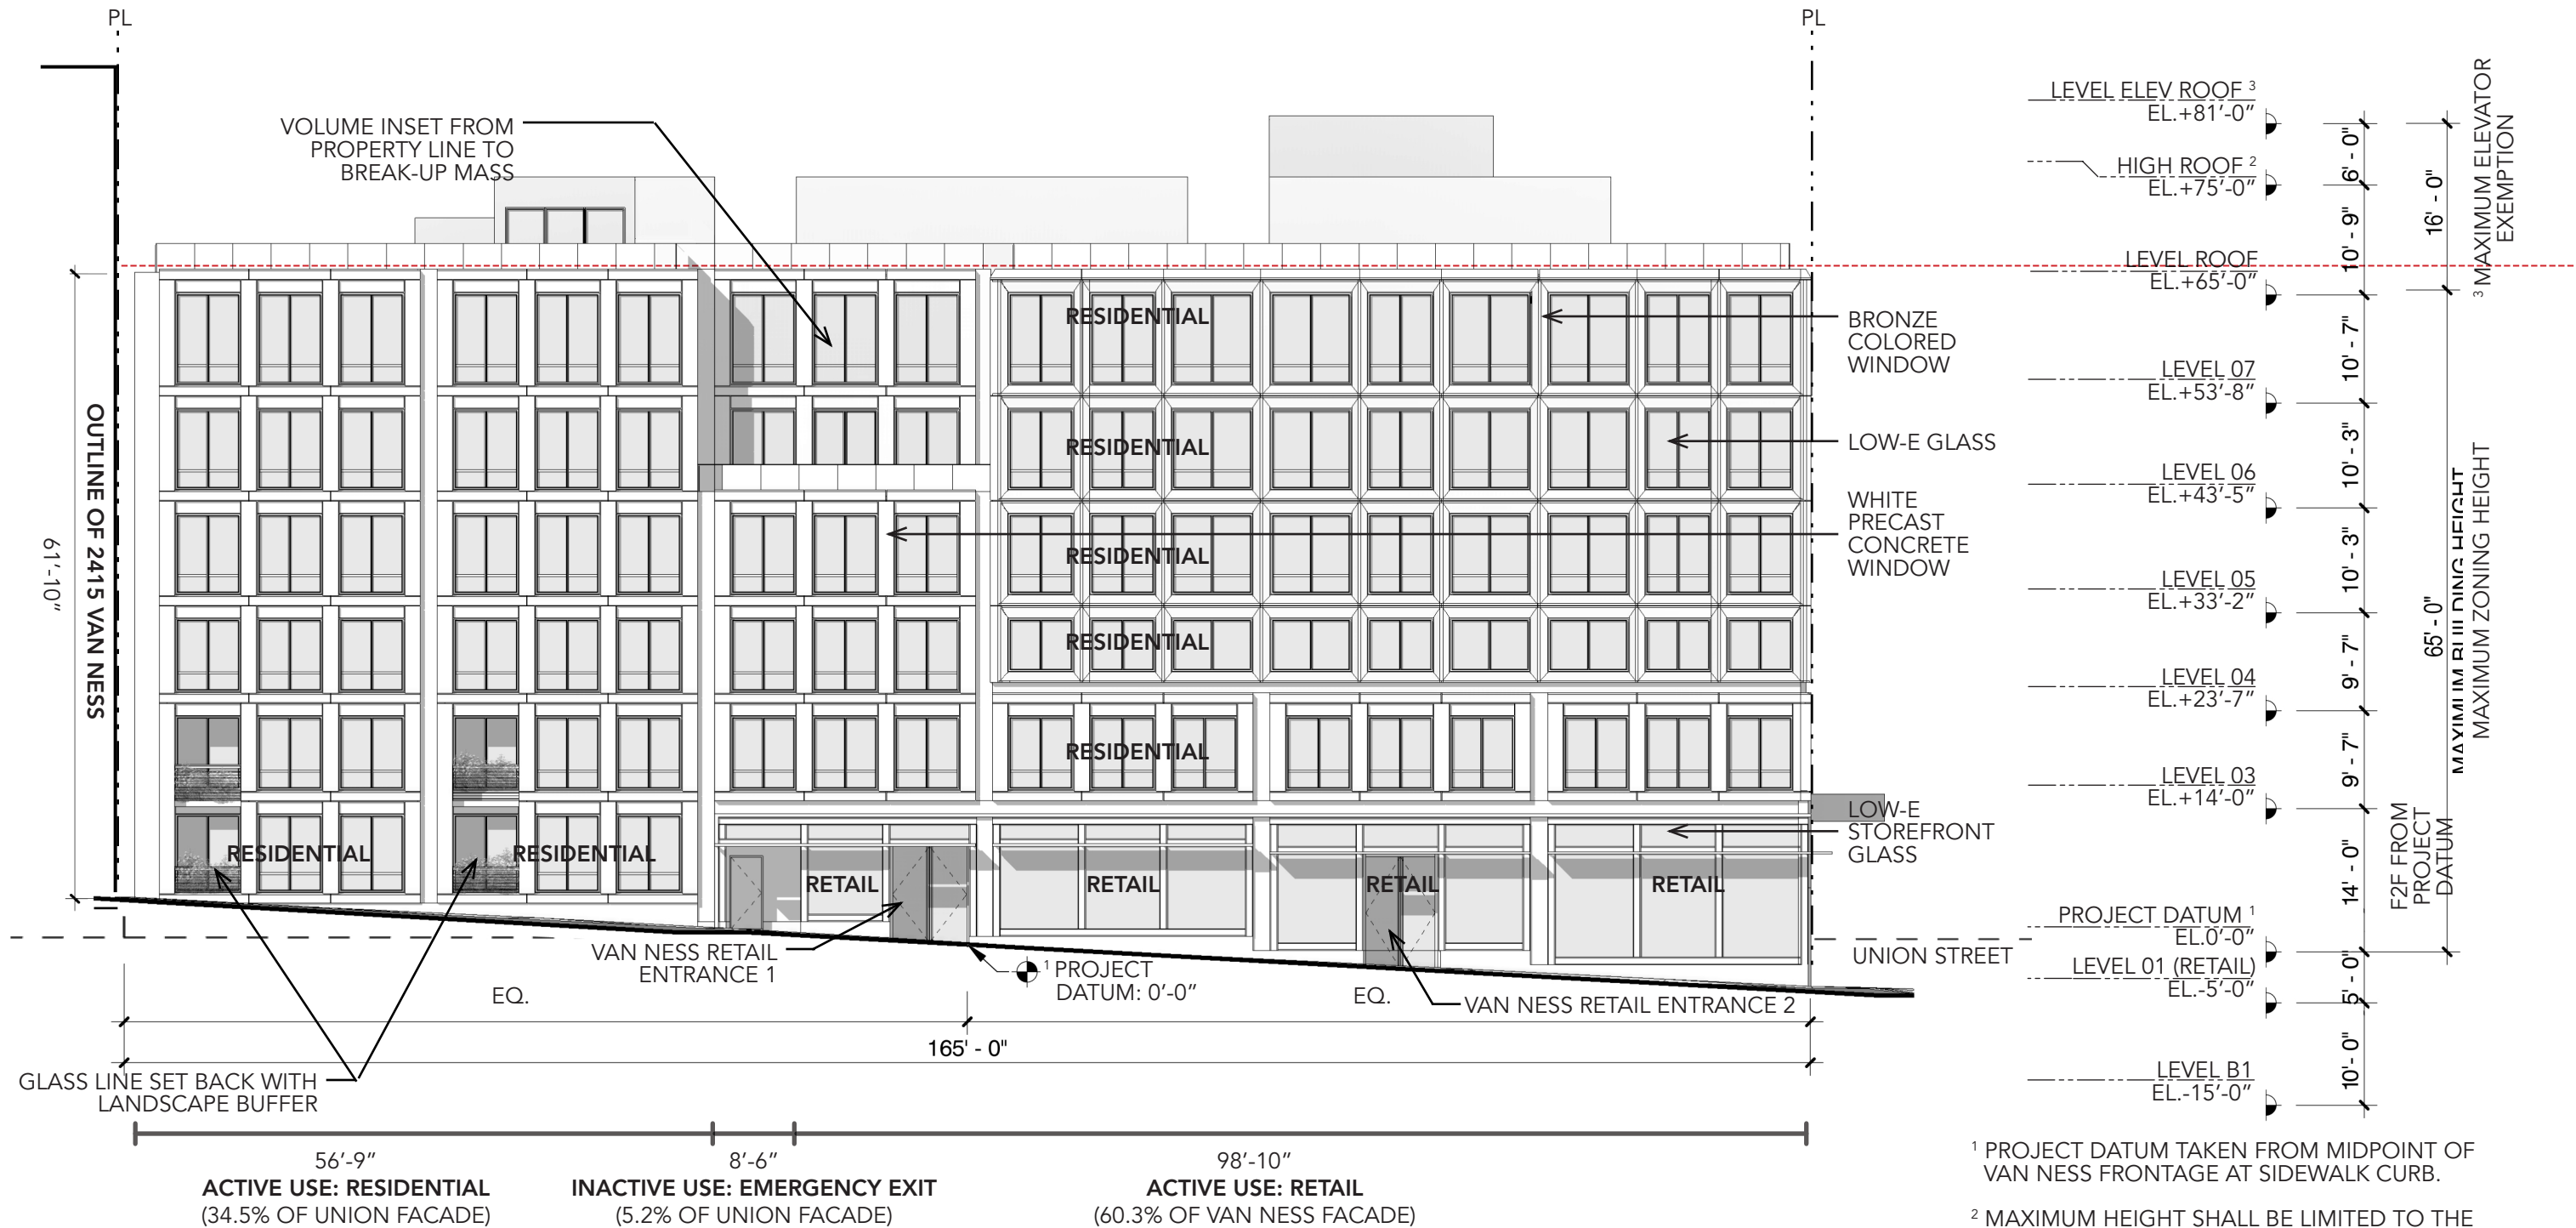 PL
PL
VOLUME INSET FROM
PROPERTY LINE TO
BREAK-UP MASS
OUTLINE OF 2415 VAN NESS
61'-10"
RESIDENTIAL
RESIDENTIAL
RESIDENTIAL
RESIDENTIAL
RESIDENTIAL
RESIDENTIAL
RESIDENTIAL
RETAIL
RETAIL
RETAIL
RETAIL
BRONZE
COLORED
WINDOW
LOW-E GLASS
WHITE
PRECAST
CONCRETE
WINDOW
LOW-E
STOREFRONT
GLASS
VAN NESS RETAIL
ENTRANCE 1
1 PROJECT
DATUM: 0'-0"
VAN NESS RETAIL ENTRANCE 2
UNION STREET
EQ.
EQ.
165' - 0"
GLASS LINE SET BACK WITH
LANDSCAPE BUFFER
56'-9"
ACTIVE USE: RESIDENTIAL
(34.5% OF UNION FACADE)
8'-6"
INACTIVE USE: EMERGENCY EXIT
(5.2% OF UNION FACADE)
98'-10"
ACTIVE USE: RETAIL
(60.3% OF VAN NESS FACADE)
LEVEL ELEV ROOF 3
EL.+81'-0"
HIGH ROOF 2
EL.+75'-0"
LEVEL ROOF
EL.+65'-0"
LEVEL 07
EL.+53'-8"
LEVEL 06
EL.+43'-5"
LEVEL 05
EL.+33'-2"
LEVEL 04
EL.+23'-7"
LEVEL 03
EL.+14'-0"
PROJECT DATUM 1
EL.0'-0"
LEVEL 01 (RETAIL)
EL.-5'-0"
LEVEL B1
EL.-15'-0"
6' - 0"
10' - 9"
10' - 7"
10' - 7"
10' - 3"
10' - 3"
10' - 3"
9' - 7"
9' - 7"
14' - 0"
5' - 0"
10' - 0"
16' - 0"
3 MAXIMUM ELEVATOR
EXEMPTION
65' - 0"
MAXIMUM BUILDING HEIGHT
MAXIMUM ZONING HEIGHT
F2F FROM
PROJECT
DATUM
1 PROJECT DATUM TAKEN FROM MIDPOINT OF
VAN NESS FRONTAGE AT SIDEWALK CURB.
2 MAXIMUM HEIGHT SHALL BE LIMITED TO THE